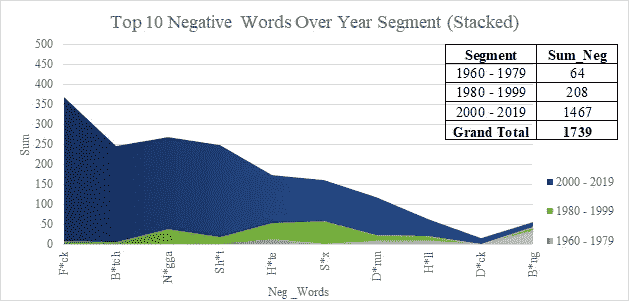 Top 10 Negative Words Over Year Segment (Stacked)
Segment Sum_Neg
1960 - 1979 64
1980 - 1999 208
2000 - 2019 1467
Grand Total 1739
500
450
400
350
300
250
200
150
100
50
0
Sum
2000 - 2019
1980 - 1999
1960 - 1979
F*ck
B*tch
N*gga
Sh*t
H*te
S*x
D*mn
H*ll
D*ck
B*ng
Neg _Words